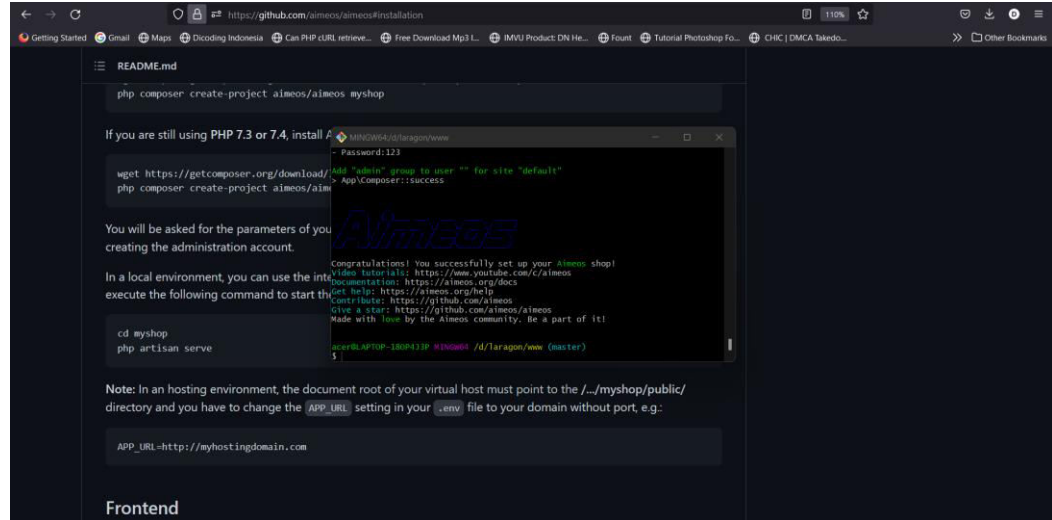 https://github.com/aimeos/aimeos#installation
110%
Getting Started
Gmail
Maps
Dicoding Indonesia
Can PHP cURL retrieve...
Free Download Mp3 L...
IMVU Product: DN He...
Fount
Tutorial Photoshop Fo...
CHIC | DMCA Takedo...
Other Bookmarks
README.md
php composer create-project aimeos/aimeos myshop
If you are still using PHP 7.3 or 7.4, install A
wget https://getcomposer.org/download/
php composer create-project aimeos/aime
You will be asked for the parameters of you
creating the administration account.
In a local environment, you can use the inte
execute the following command to start the
cd myshop
php artisan serve
MINGW64:/d/laragon/www
- Password:123
Add "admin" group to user "" for site "default"
> App\Composer::success
Aimeos
Congratulations! You successfully set up your Aimeos shop!
Video tutorials: https://www.youtube.com/c/aimeos
Documentation: https://aimeos.org/docs
Get help: https://aimeos.org/help
Contribute: https://github.com/aimeos
Give a star: https://github.com/aimeos/aimeos
Made with love by the Aimeos community. Be a part of it!
acer@LAPTOP-I8OP433P MINGW64 /d/laragon/www (master)
$
Note: In an hosting environment, the document root of your virtual host must point to the /.../myshop/public/
directory and you have to change the APP_URL setting in your .env file to your domain without port, e.g.:
APP_URL=http://myhostingdomain.com
Frontend